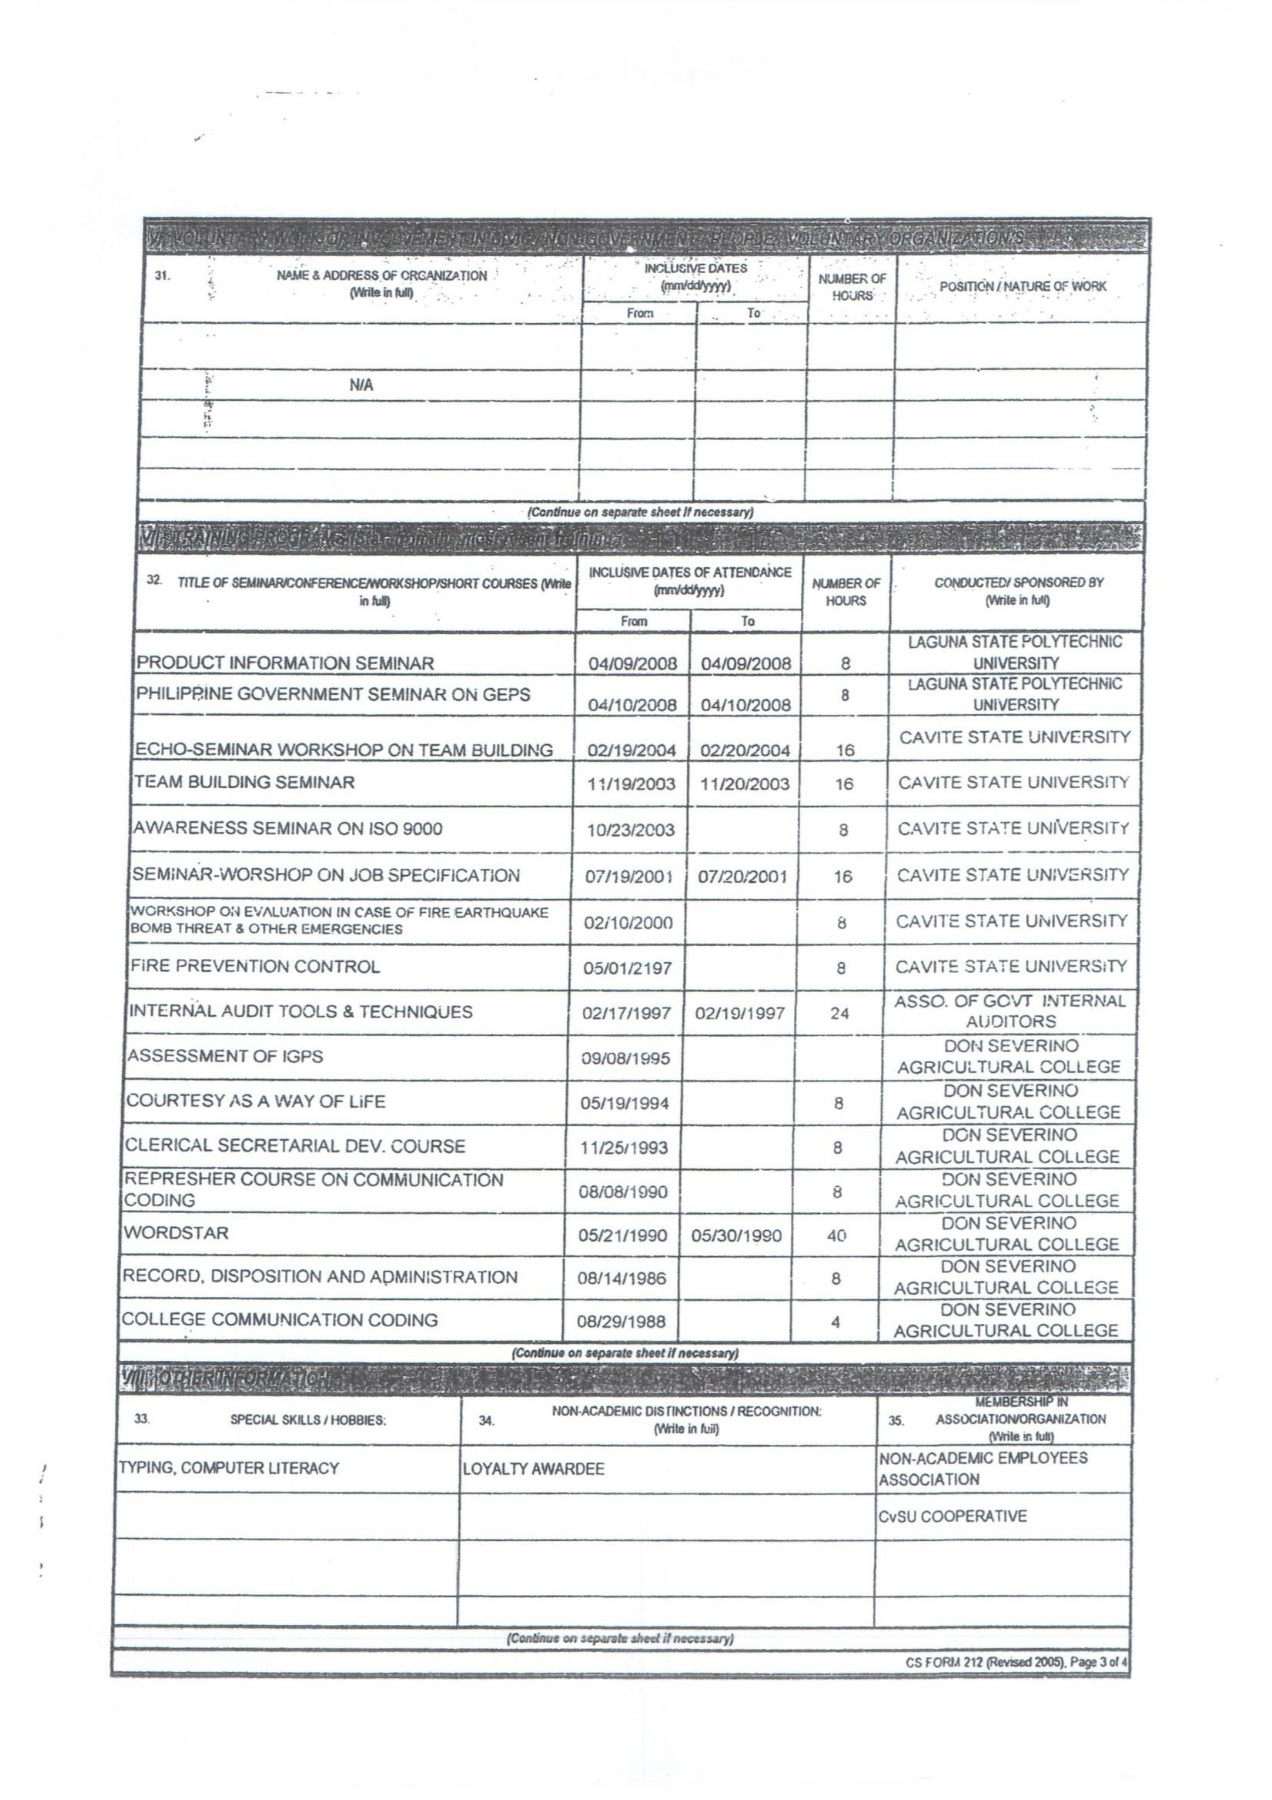 VI. VOLUNTARY WORK OR INVOLVEMENT IN CIVIC / NON-GOVERNMENT / PEOPLE / VOLUNTARY ORGANIZATION/S
31. NAME & ADDRESS OF ORGANIZATION
(Write in full)
INCLUSIVE DATES
(mm/dd/yyyy)
From To
NUMBER OF
HOURS
POSITION / NATURE OF WORK
N/A
(Continue on separate sheet if necessary)
VII. TRAINING PROGRAMS
32. TITLE OF SEMINAR/CONFERENCE/WORKSHOP/SHORT COURSES (Write
in full)
INCLUSIVE DATES OF ATTENDANCE
(mm/dd/yyyy)
From To
NUMBER OF
HOURS
CONDUCTED/ SPONSORED BY
(Write in full)
PRODUCT INFORMATION SEMINAR 04/09/2008 04/09/2008 8 LAGUNA STATE POLYTECHNIC
UNIVERSITY
PHILIPPINE GOVERNMENT SEMINAR ON GEPS 04/10/2008 04/10/2008 8 LAGUNA STATE POLYTECHNIC
UNIVERSITY
ECHO-SEMINAR WORKSHOP ON TEAM BUILDING 02/19/2004 02/20/2004 16 CAVITE STATE UNIVERSITY
TEAM BUILDING SEMINAR 11/19/2003 11/20/2003 16 CAVITE STATE UNIVERSITY
AWARENESS SEMINAR ON ISO 9000 10/23/2003 8 CAVITE STATE UNIVERSITY
SEMINAR-WORSHOP ON JOB SPECIFICATION 07/19/2001 07/20/2001 16 CAVITE STATE UNIVERSITY
WORKSHOP ON EVALUATION IN CASE OF FIRE EARTHQUAKE
BOMB THREAT & OTHER EMERGENCIES 02/10/2000 8 CAVITE STATE UNIVERSITY
FIRE PREVENTION CONTROL 05/01/2197 8 CAVITE STATE UNIVERSITY
INTERNAL AUDIT TOOLS & TECHNIQUES 02/17/1997 02/19/1997 24 ASSO. OF GOVT INTERNAL
AUDITORS
ASSESSMENT OF IGPS 09/08/1995 DON SEVERINO
AGRICULTURAL COLLEGE
COURTESY AS A WAY OF LIFE 05/19/1994 8 DON SEVERINO
AGRICULTURAL COLLEGE
CLERICAL SECRETARIAL DEV. COURSE 11/25/1993 8 DON SEVERINO
AGRICULTURAL COLLEGE
REPRESHER COURSE ON COMMUNICATION
CODING 08/08/1990 8 DON SEVERINO
AGRICULTURAL COLLEGE
WORDSTAR 05/21/1990 05/30/1990 40 DON SEVERINO
AGRICULTURAL COLLEGE
RECORD, DISPOSITION AND ADMINISTRATION 08/14/1986 8 DON SEVERINO
AGRICULTURAL COLLEGE
COLLEGE COMMUNICATION CODING 08/29/1988 4 DON SEVERINO
AGRICULTURAL COLLEGE
(Continue on separate sheet if necessary)
VIII. OTHER INFORMATION
33. SPECIAL SKILLS / HOBBIES:
34. NON-ACADEMIC DISTINCTIONS / RECOGNITION:
(Write in full)
35. MEMBERSHIP IN
ASSOCIATION/ORGANIZATION
(Write in full)
TYPING, COMPUTER LITERACY LOYALTY AWARDEE NON-ACADEMIC EMPLOYEES
ASSOCIATION
CvSU COOPERATIVE
(Continue on separate sheet if necessary)
CS FORM 212 (Revised 2005), Page 3 of 4